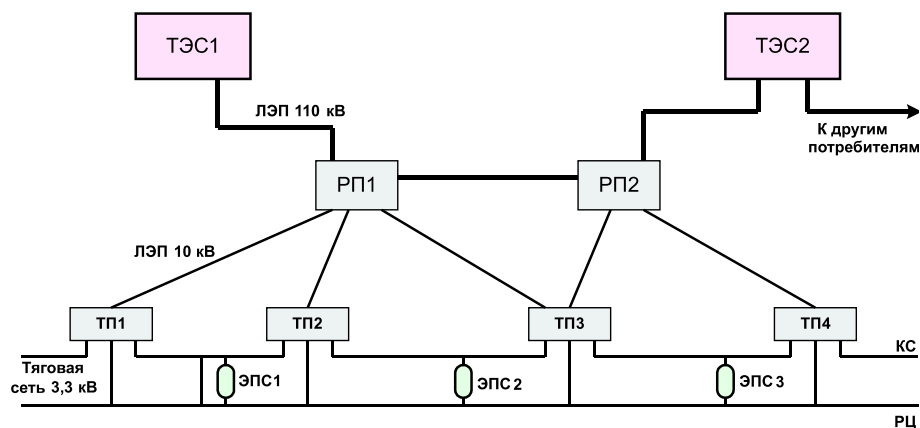 ТЭС1
ТЭС2
ЛЭП 110 кВ
К другим
потребителям
РП1
РП2
ЛЭП 10 кВ
ТП1
ТП2
ТП3
ТП4
КС
Тяговая
сеть 3,3 кВ
ЭПС1
ЭПС 2
ЭПС 3
РЦ